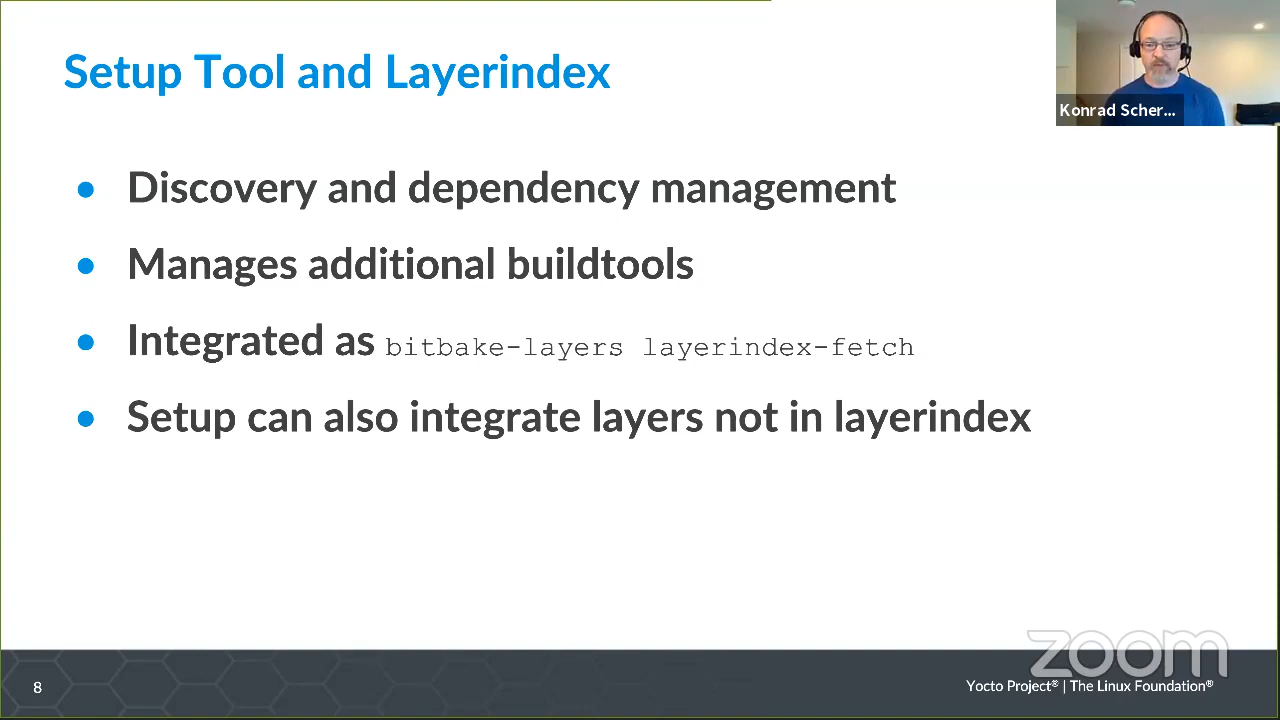 Setup Tool and Layerindex
Konrad Scher...
Discovery and dependency management
Manages additional buildtools
Integrated as bitbake-layers layerindex-fetch
Setup can also integrate layers not in layerindex
zoom
8
Yocto Project® | The Linux Foundation®